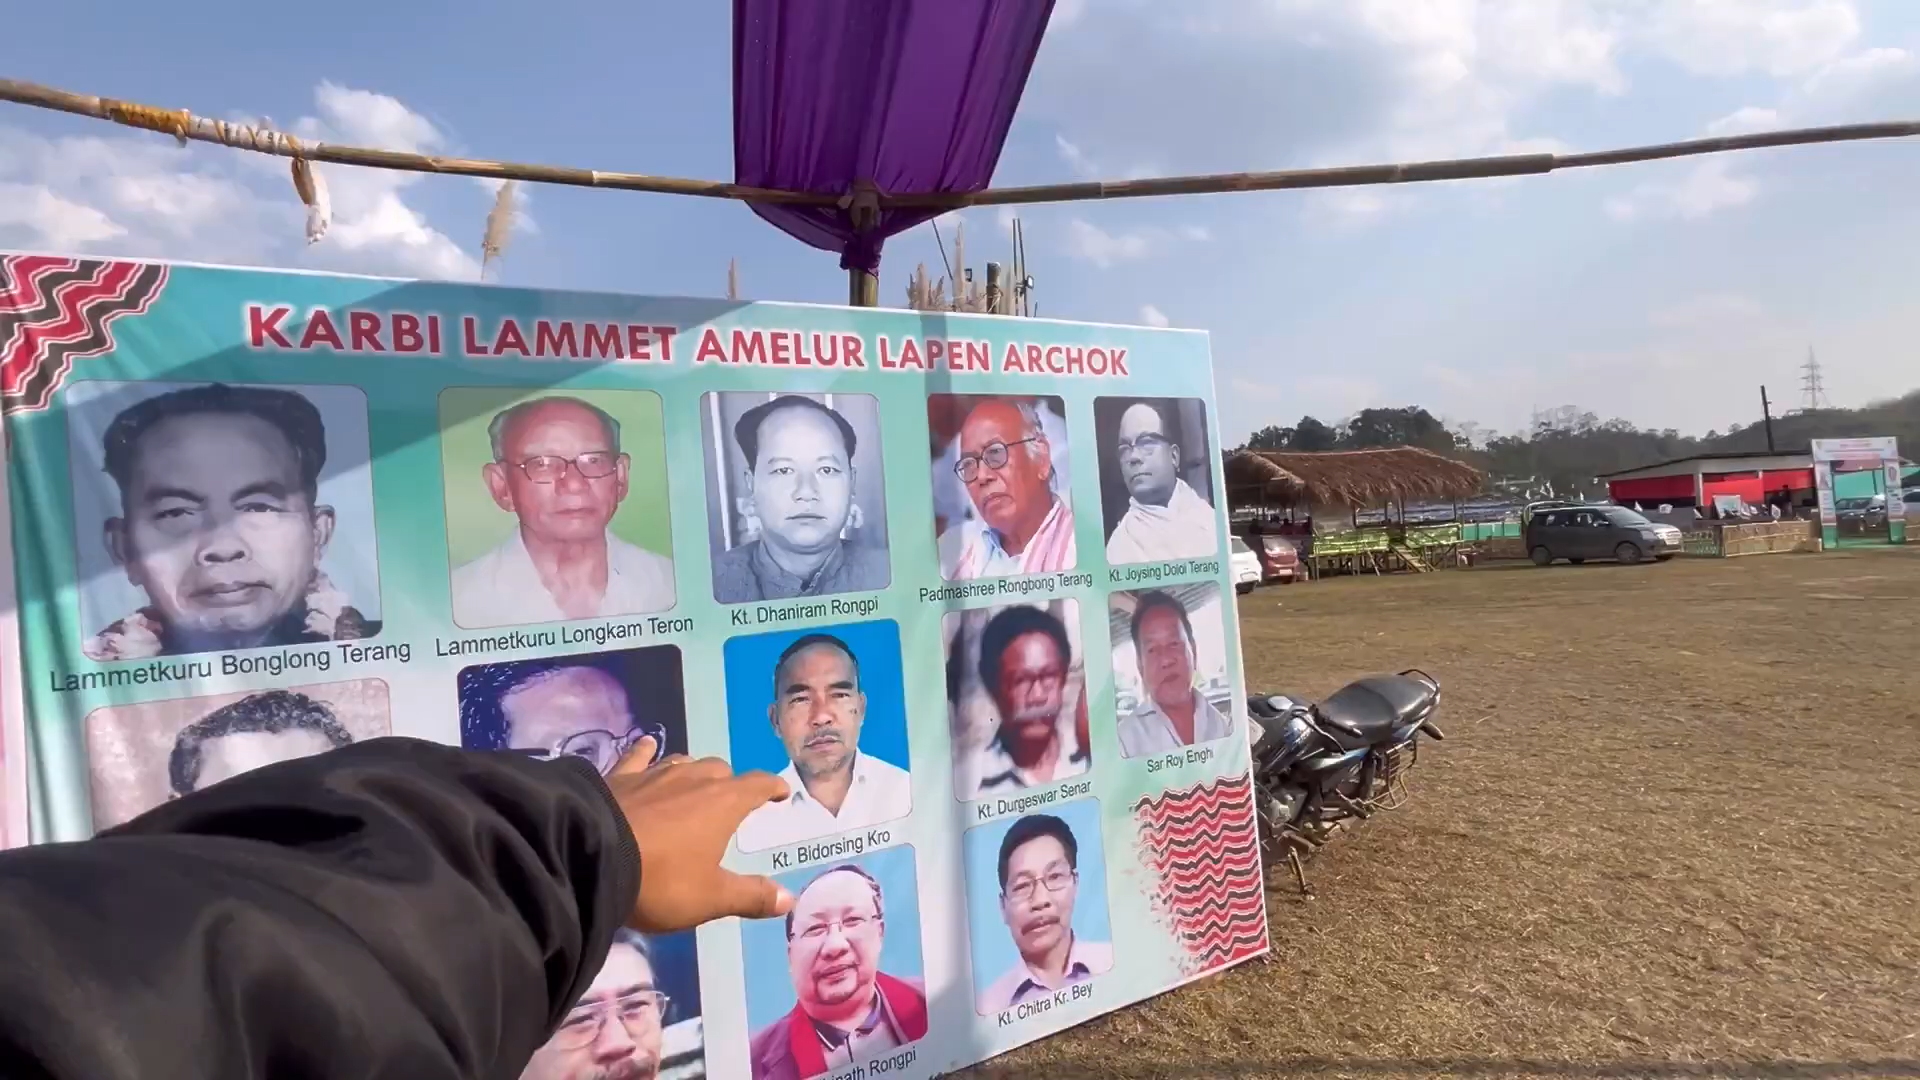 KARBI LAMMET AMELUR LAPEN ARCHOK
Lammetkuru Bonglong Terang
Lammetkuru Longkam Teron
Kt. Dhaniram Rongpi
Padmashree Rongbong Terang
Kt. Joysing Doloi Terang
Kt. Bidorsing Kro
Kt. Durgeswar Senar
Sar Roy Enghi
Rongpi
Kt. Chitra Kr. Bey